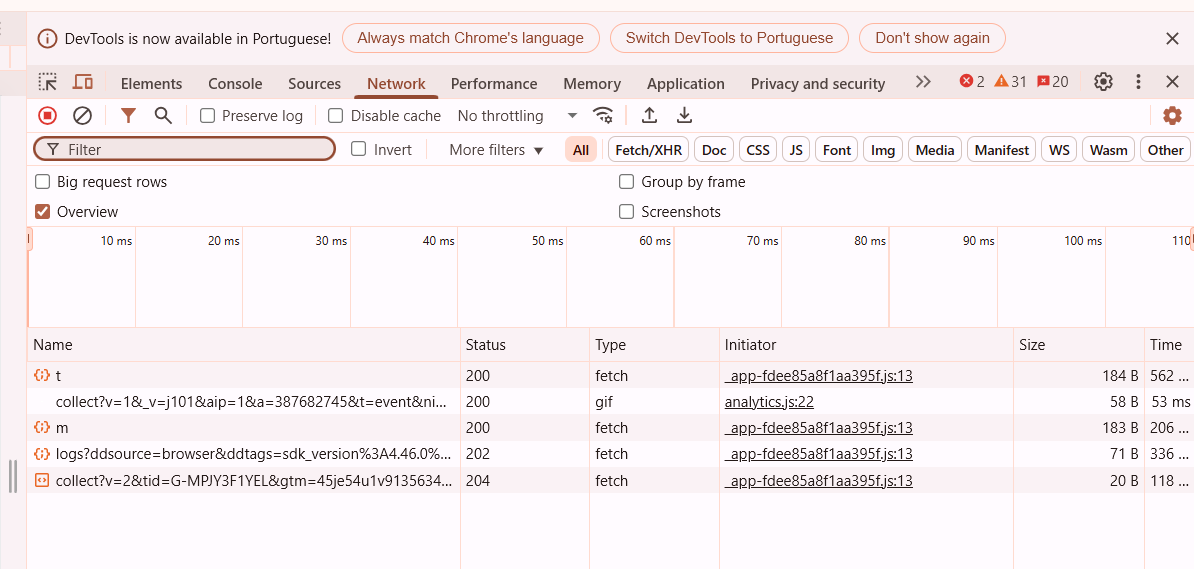 DevTools is now available in Portuguese! Always match Chrome's language Switch DevTools to Portuguese Don't show again
Elements Console Sources Network Performance Memory Application Privacy and security 2 31 20
Preserve log Disable cache No throttling
Filter Invert More filters All Fetch/XHR Doc CSS JS Font Img Media Manifest WS Wasm Other
Big request rows Group by frame
Overview Screenshots
10 ms 20 ms 30 ms 40 ms 50 ms 60 ms 70 ms 80 ms 90 ms 100 ms 110
Name Status Type Initiator Size Time
t 200 fetch _app-fdee85a8f1aa395f.js:13 184 B 562 ...
collect?v=1&_v=j101&aip=1&a=387682745&t=event&ni... 200 gif analytics.js:22 58 B 53 ms
m 200 fetch _app-fdee85a8f1aa395f.js:13 183 B 206 ...
logs?ddsource=browser&ddtags=sdk_version%3A4.46.0%... 202 fetch _app-fdee85a8f1aa395f.js:13 71 B 336 ...
collect?v=2&tid=G-MPJY3F1YEL&gtm=45je54u1v9135634... 204 fetch _app-fdee85a8f1aa395f.js:13 20 B 118 ...